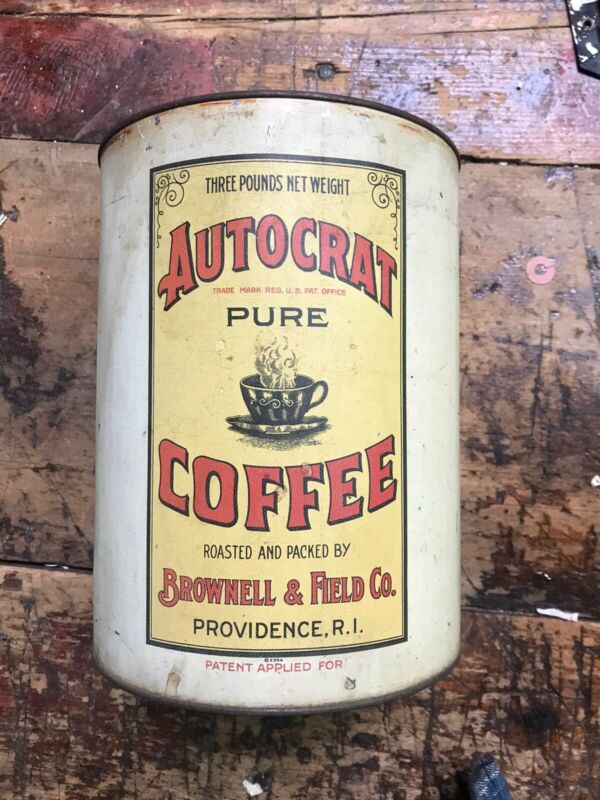 THREE POUNDS NET WEIGHT
AUTOCRAT
TRADE MARK REG. U.S. PAT. OFFICE
PURE
COFFEE
ROASTED AND PACKED BY
BROWNELL & FIELD CO.
PROVIDENCE, R.I.
PATENT APPLIED FOR